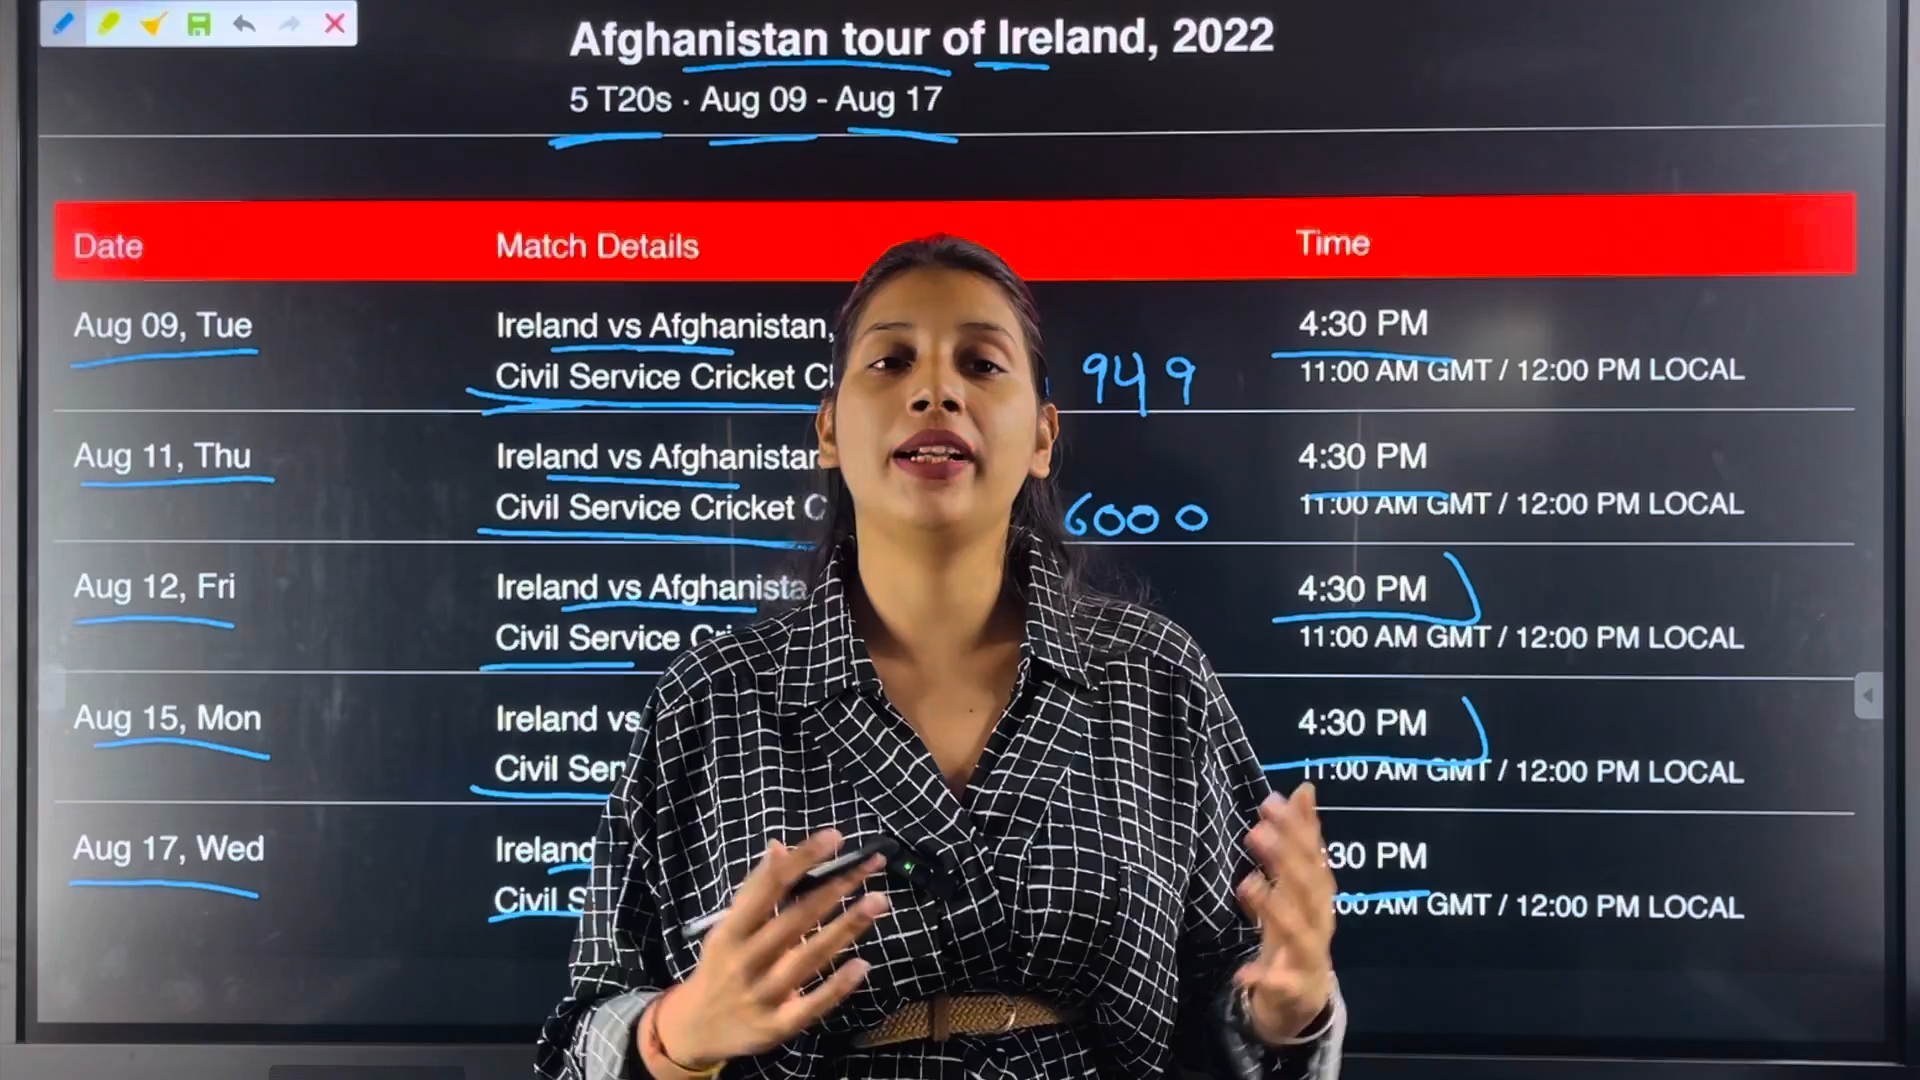 Afghanistan tour of Ireland, 2022
5 T20s · Aug 09 - Aug 17
Date Match Details Time
Aug 09, Tue Ireland vs Afghanistan, 4:30 PM
Civil Service Cricket 949 11:00 AM GMT / 12:00 PM LOCAL
Aug 11, Thu Ireland vs Afghanistan 4:30 PM
Civil Service Cricket 6000 11:00 AM GMT / 12:00 PM LOCAL
Aug 12, Fri Ireland vs Afghanista 4:30 PM
Civil Service Cri 11:00 AM GMT / 12:00 PM LOCAL
Aug 15, Mon Ireland vs 4:30 PM
Civil Ser 11:00 AM GMT / 12:00 PM LOCAL
Aug 17, Wed Ireland :30 PM
Civil S :00 AM GMT / 12:00 PM LOCAL